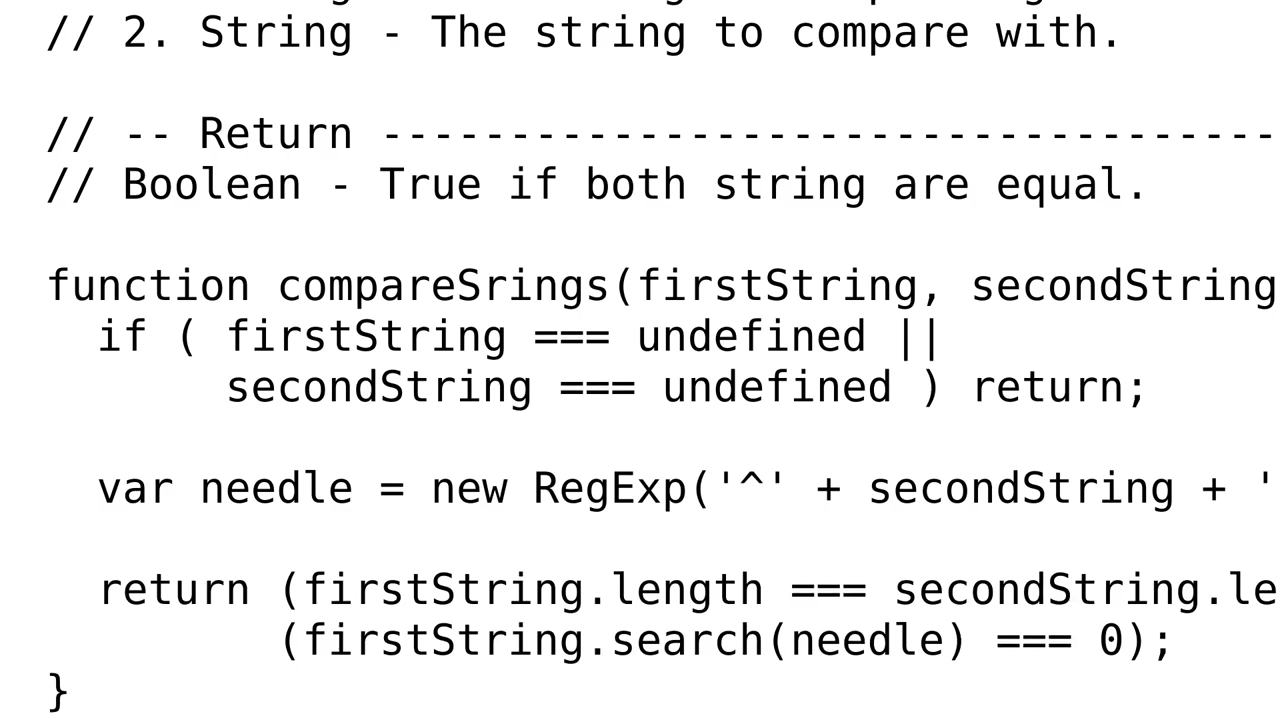 // 2. String - The string to compare with.
// -- Return -----------------------------------
// Boolean - True if both string are equal.
function compareSrings(firstString, secondString
if ( firstString === undefined ||
secondString === undefined ) return;
var needle = new RegExp('^' + secondString + '
return (firstString.length === secondString.le
(firstString.search(needle) === 0);
}